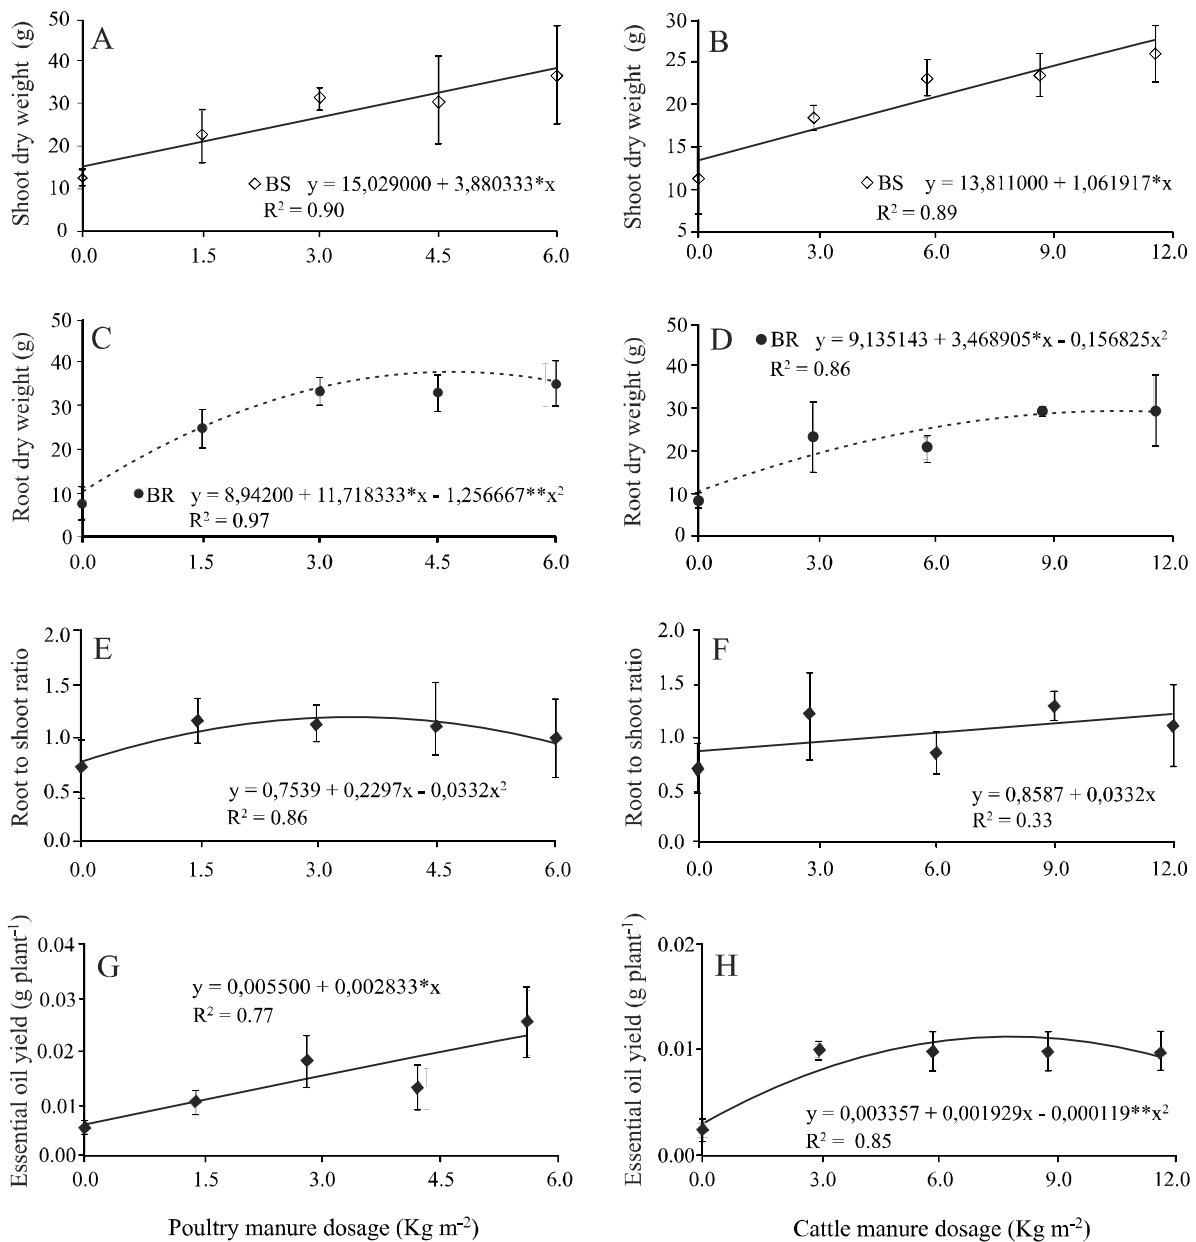 A
Shoot dry weight (g)
50
40
30
20
10
0
BS y = 15,029000 + 3,880333*x
R² = 0.90
0.0 1.5 3.0 4.5 6.0
B
Shoot dry weight (g)
30
25
20
15
10
5
BS y = 13,811000 + 1,061917*x
R² = 0.89
0.0 3.0 6.0 9.0 12.0
C
Root dry weight (g)
50
40
30
20
10
0
BR y = 8,94200 + 11,718333*x - 1,256667**x²
R² = 0.97
0.0 1.5 3.0 4.5 6.0
D
Root dry weight (g)
50
40
30
20
10
0
BR y = 9,135143 + 3,468905*x - 0,156825x²
R² = 0.86
0.0 3.0 6.0 9.0 12.0
E
Root to shoot ratio
2.0
1.5
1.0
0.5
0.0
y = 0,7539 + 0,2297x - 0,0332x²
R² = 0.86
0.0 1.5 3.0 4.5 6.0
F
Root to shoot ratio
2.0
1.5
1.0
0.5
0.0
y = 0,8587 + 0,0332x
R² = 0.33
0.0 3.0 6.0 9.0 12.0
G
Essential oil yield (g plant⁻¹)
0.04
0.03
0.02
0.01
0.00
y = 0,005500 + 0,002833*x
R² = 0.77
0.0 1.5 3.0 4.5 6.0
Poultry manure dosage (Kg m⁻²)
H
Essential oil yield (g plant⁻¹)
0.02
0.01
0.00
y = 0,003357 + 0,001929x - 0,000119**x²
R² = 0.85
0.0 3.0 6.0 9.0 12.0
Cattle manure dosage (Kg m⁻²)